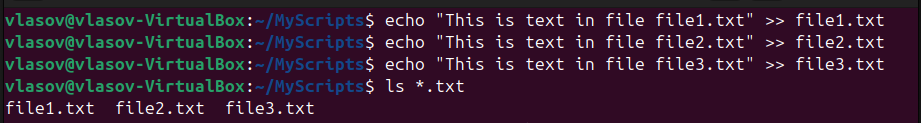 vlasov@vlasov-VirtualBox:~/MyScripts$ echo "This is text in file file1.txt" >> file1.txt
vlasov@vlasov-VirtualBox:~/MyScripts$ echo "This is text in file file2.txt" >> file2.txt
vlasov@vlasov-VirtualBox:~/MyScripts$ echo "This is text in file file3.txt" >> file3.txt
vlasov@vlasov-VirtualBox:~/MyScripts$ ls *.txt
file1.txt  file2.txt  file3.txt